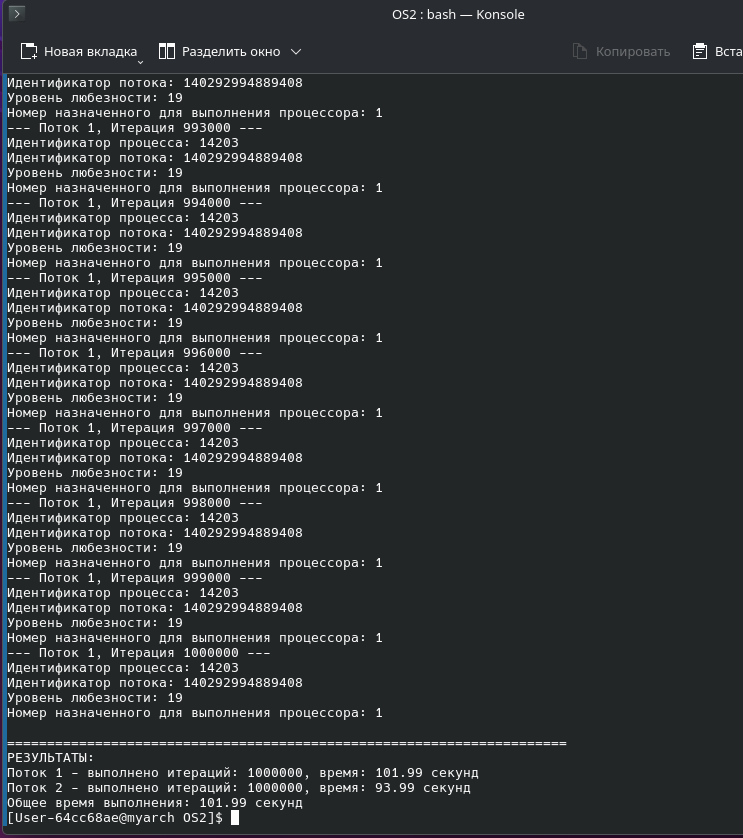 OS2 : bash — Konsole
Новая вкладка
Разделить окно
Копировать
Вста
Идентификатор потока: 140292994889408
Уровень любезности: 19
Номер назначенного для выполнения процессора: 1
--- Поток 1, Итерация 993000 ---
Идентификатор процесса: 14203
Идентификатор потока: 140292994889408
Уровень любезности: 19
Номер назначенного для выполнения процессора: 1
--- Поток 1, Итерация 994000 ---
Идентификатор процесса: 14203
Идентификатор потока: 140292994889408
Уровень любезности: 19
Номер назначенного для выполнения процессора: 1
--- Поток 1, Итерация 995000 ---
Идентификатор процесса: 14203
Идентификатор потока: 140292994889408
Уровень любезности: 19
Номер назначенного для выполнения процессора: 1
--- Поток 1, Итерация 996000 ---
Идентификатор процесса: 14203
Идентификатор потока: 140292994889408
Уровень любезности: 19
Номер назначенного для выполнения процессора: 1
--- Поток 1, Итерация 997000 ---
Идентификатор процесса: 14203
Идентификатор потока: 140292994889408
Уровень любезности: 19
Номер назначенного для выполнения процессора: 1
--- Поток 1, Итерация 998000 ---
Идентификатор процесса: 14203
Идентификатор потока: 140292994889408
Уровень любезности: 19
Номер назначенного для выполнения процессора: 1
--- Поток 1, Итерация 999000 ---
Идентификатор процесса: 14203
Идентификатор потока: 140292994889408
Уровень любезности: 19
Номер назначенного для выполнения процессора: 1
--- Поток 1, Итерация 1000000 ---
Идентификатор процесса: 14203
Идентификатор потока: 140292994889408
Уровень любезности: 19
Номер назначенного для выполнения процессора: 1
======================================================================
РЕЗУЛЬТАТЫ:
Поток 1 - выполнено итераций: 1000000, время: 101.99 секунд
Поток 2 - выполнено итераций: 1000000, время: 93.99 секунд
Общее время выполнения: 101.99 секунд
[User-64cc68ae@myarch OS2]$